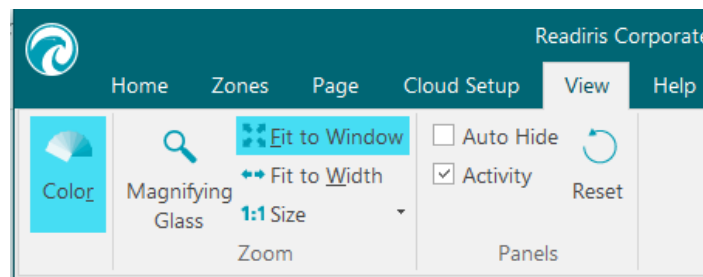 Readiris Corporate
Home Zones Page Cloud Setup View Help
Color
Magnifying
Glass
Fit to Window
Fit to Width
1:1 Size
Zoom
Auto Hide
Activity
Reset
Panels